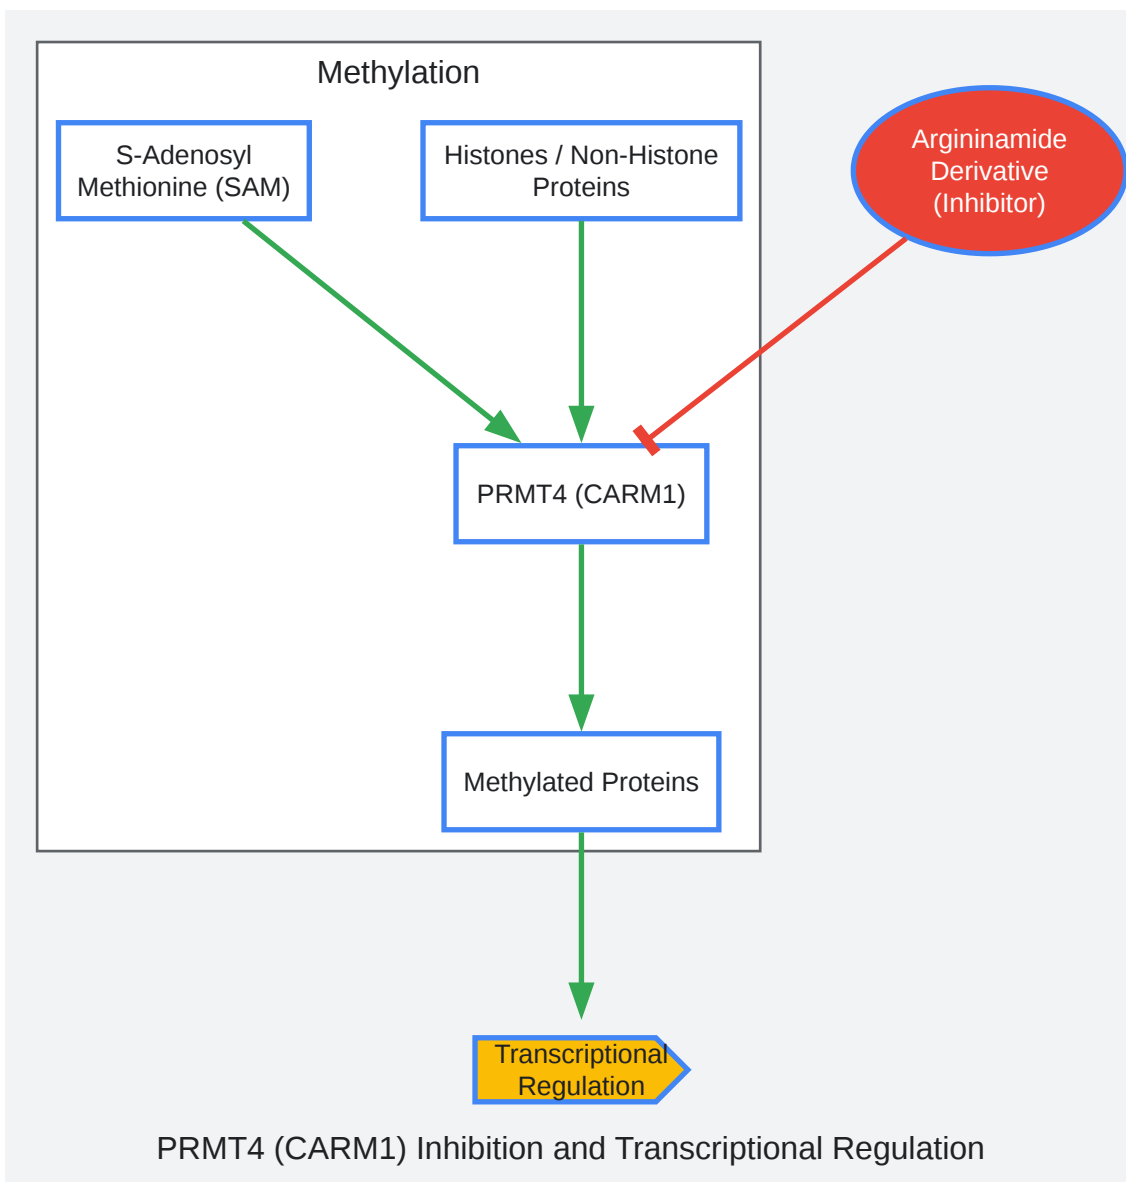 Methylation
S-Adenosyl
Methionine (SAM)
Histones / Non-Histone
Proteins
Argininamide
Derivative
(Inhibitor)
PRMT4 (CARM1)
Methylated Proteins
Transcriptional
Regulation
PRMT4 (CARM1) Inhibition and Transcriptional Regulation